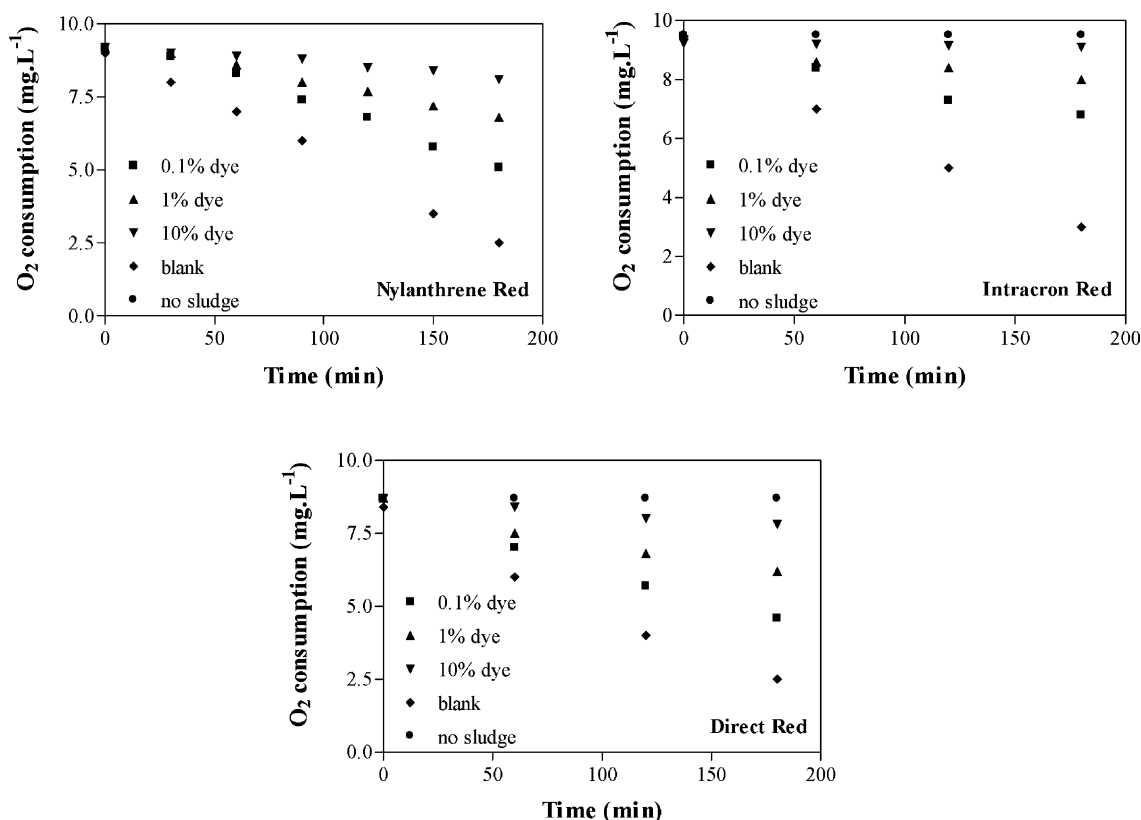 10.0
7.5
5.0
2.5
0.0
O₂ consumption (mg.L⁻¹)
0.1% dye
1% dye
10% dye
blank
no sludge
Nylanthrene Red
0 50 100 150 200
Time (min)
10
8
6
4
2
0
O₂ consumption (mg.L⁻¹)
0.1% dye
1% dye
10% dye
blank
no sludge
Intracron Red
0 50 100 150 200
Time (min)
10.0
7.5
5.0
2.5
0.0
O₂ consumption (mg.L⁻¹)
0.1% dye
1% dye
10% dye
blank
no sludge
Direct Red
0 50 100 150 200
Time (min)